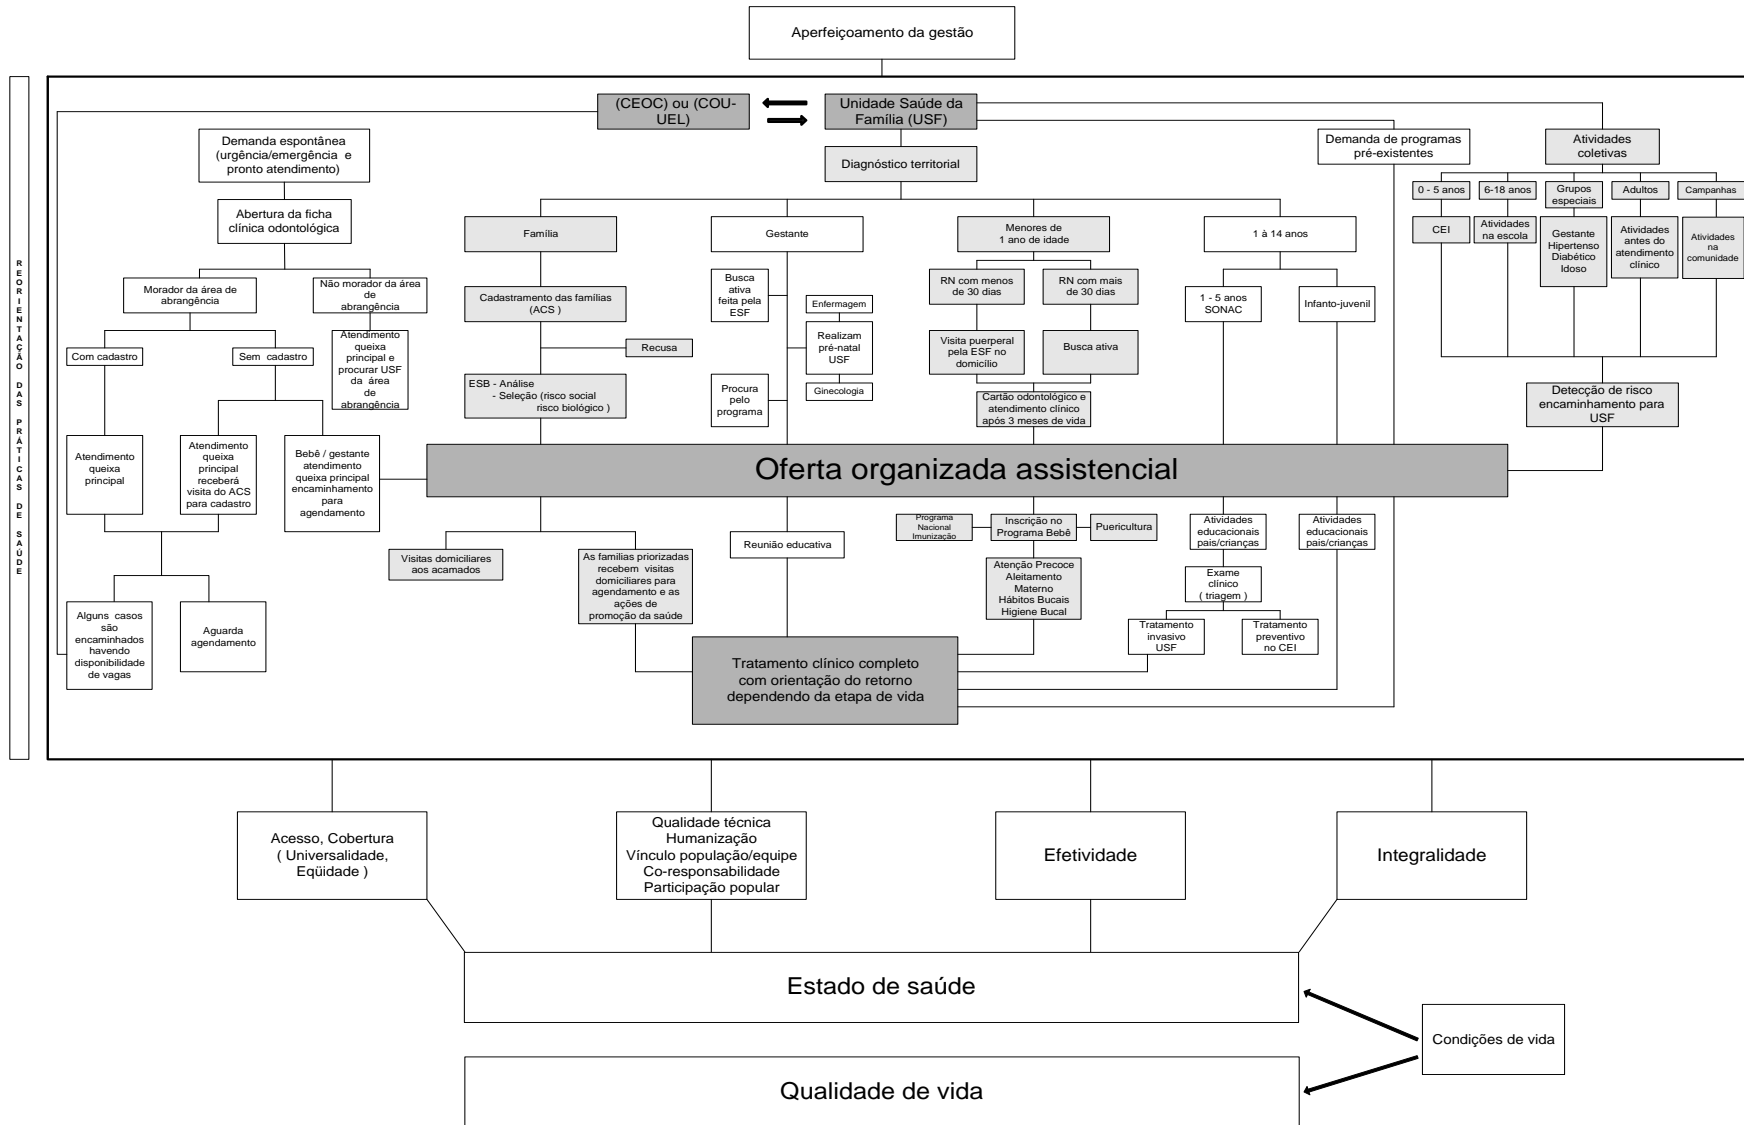 Aperfeiçoamento da gestão
REORIENTAÇÃO DAS PRÁTICAS DE SAÚDE
(CEOC) ou (COU-
UEL)
Unidade Saúde da
Família (USF)
Demanda espontânea
(urgência/emergência e
pronto atendimento)
Diagnóstico territorial
Demanda de programas
pré-existentes
Atividades
coletivas
Abertura da ficha
clínica odontológica
Família
Gestante
Menores de
1 ano de idade
1 à 14 anos
0 - 5 anos
6-18 anos
Grupos
especiais
Adultos
Campanhas
CEI
Atividades
na escola
Gestante
Hipertenso
Diabético
Idoso
Atividades
antes do
atendimento
clínico
Atividades
na
comunidade
Morador da área de
abrangência
Não morador da área
de
abrangência
Cadastramento das famílias
(ACS )
Busca
ativa
feita pela
ESF
Enfermagem
Realizam
pré-natal
USF
Ginecologia
RN com menos
de 30 dias
RN com mais
de 30 dias
1 - 5 anos
SONAC
Infanto-juvenil
Com cadastro
Sem cadastro
Atendimento
queixa
principal e
procurar USF
da área
de
abrangência
Recusa
Visita puerperal
pela ESF no
domicílio
Busca ativa
ESB - Análise
- Seleção (risco social
risco biológico )
Procura
pelo
programa
Cartão odontológico e
atendimento clínico
após 3 meses de vida
Detecção de risco
encaminhamento para
USF
Atendimento
queixa
principal
Atendimento
queixa
principal
receberá
visita do ACS
para cadastro
Bebê / gestante
atendimento
queixa principal
encaminhamento
para
agendamento
Oferta organizada assistencial
Visitas domiciliares
aos acamados
As familias priorizadas
recebem visitas
domiciliares para
agendamento e as
ações de
promoção da saúde
Reunião educativa
Programa
Nacional
Imunização
Inscrição no
Programa Bebê
Puericultura
Atividades
educacionais
pais/crianças
Atividades
educacionais
pais/crianças
Atenção Precoce
Aleitamento
Materno
Hábitos Bucais
Higiene Bucal
Exame
clínico
( triagem )
Alguns casos
são
encaminhados
havendo
disponibilidade
de vagas
Aguarda
agendamento
Tratamento
invasivo
USF
Tratamento
preventivo
no CEI
Tratamento clínico completo
com orientação do retorno
dependendo da etapa de vida
Acesso, Cobertura
( Universalidade,
Eqüidade )
Qualidade técnica
Humanização
Vínculo população/equipe
Co-responsabilidade
Participação popular
Efetividade
Integralidade
Estado de saúde
Condições de vida
Qualidade de vida